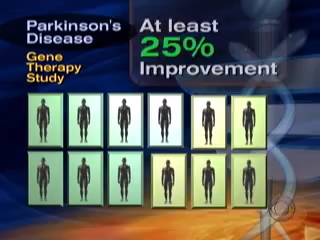 Parkinson's
Disease
Gene
Therapy
Study
At least
25%
Improvement